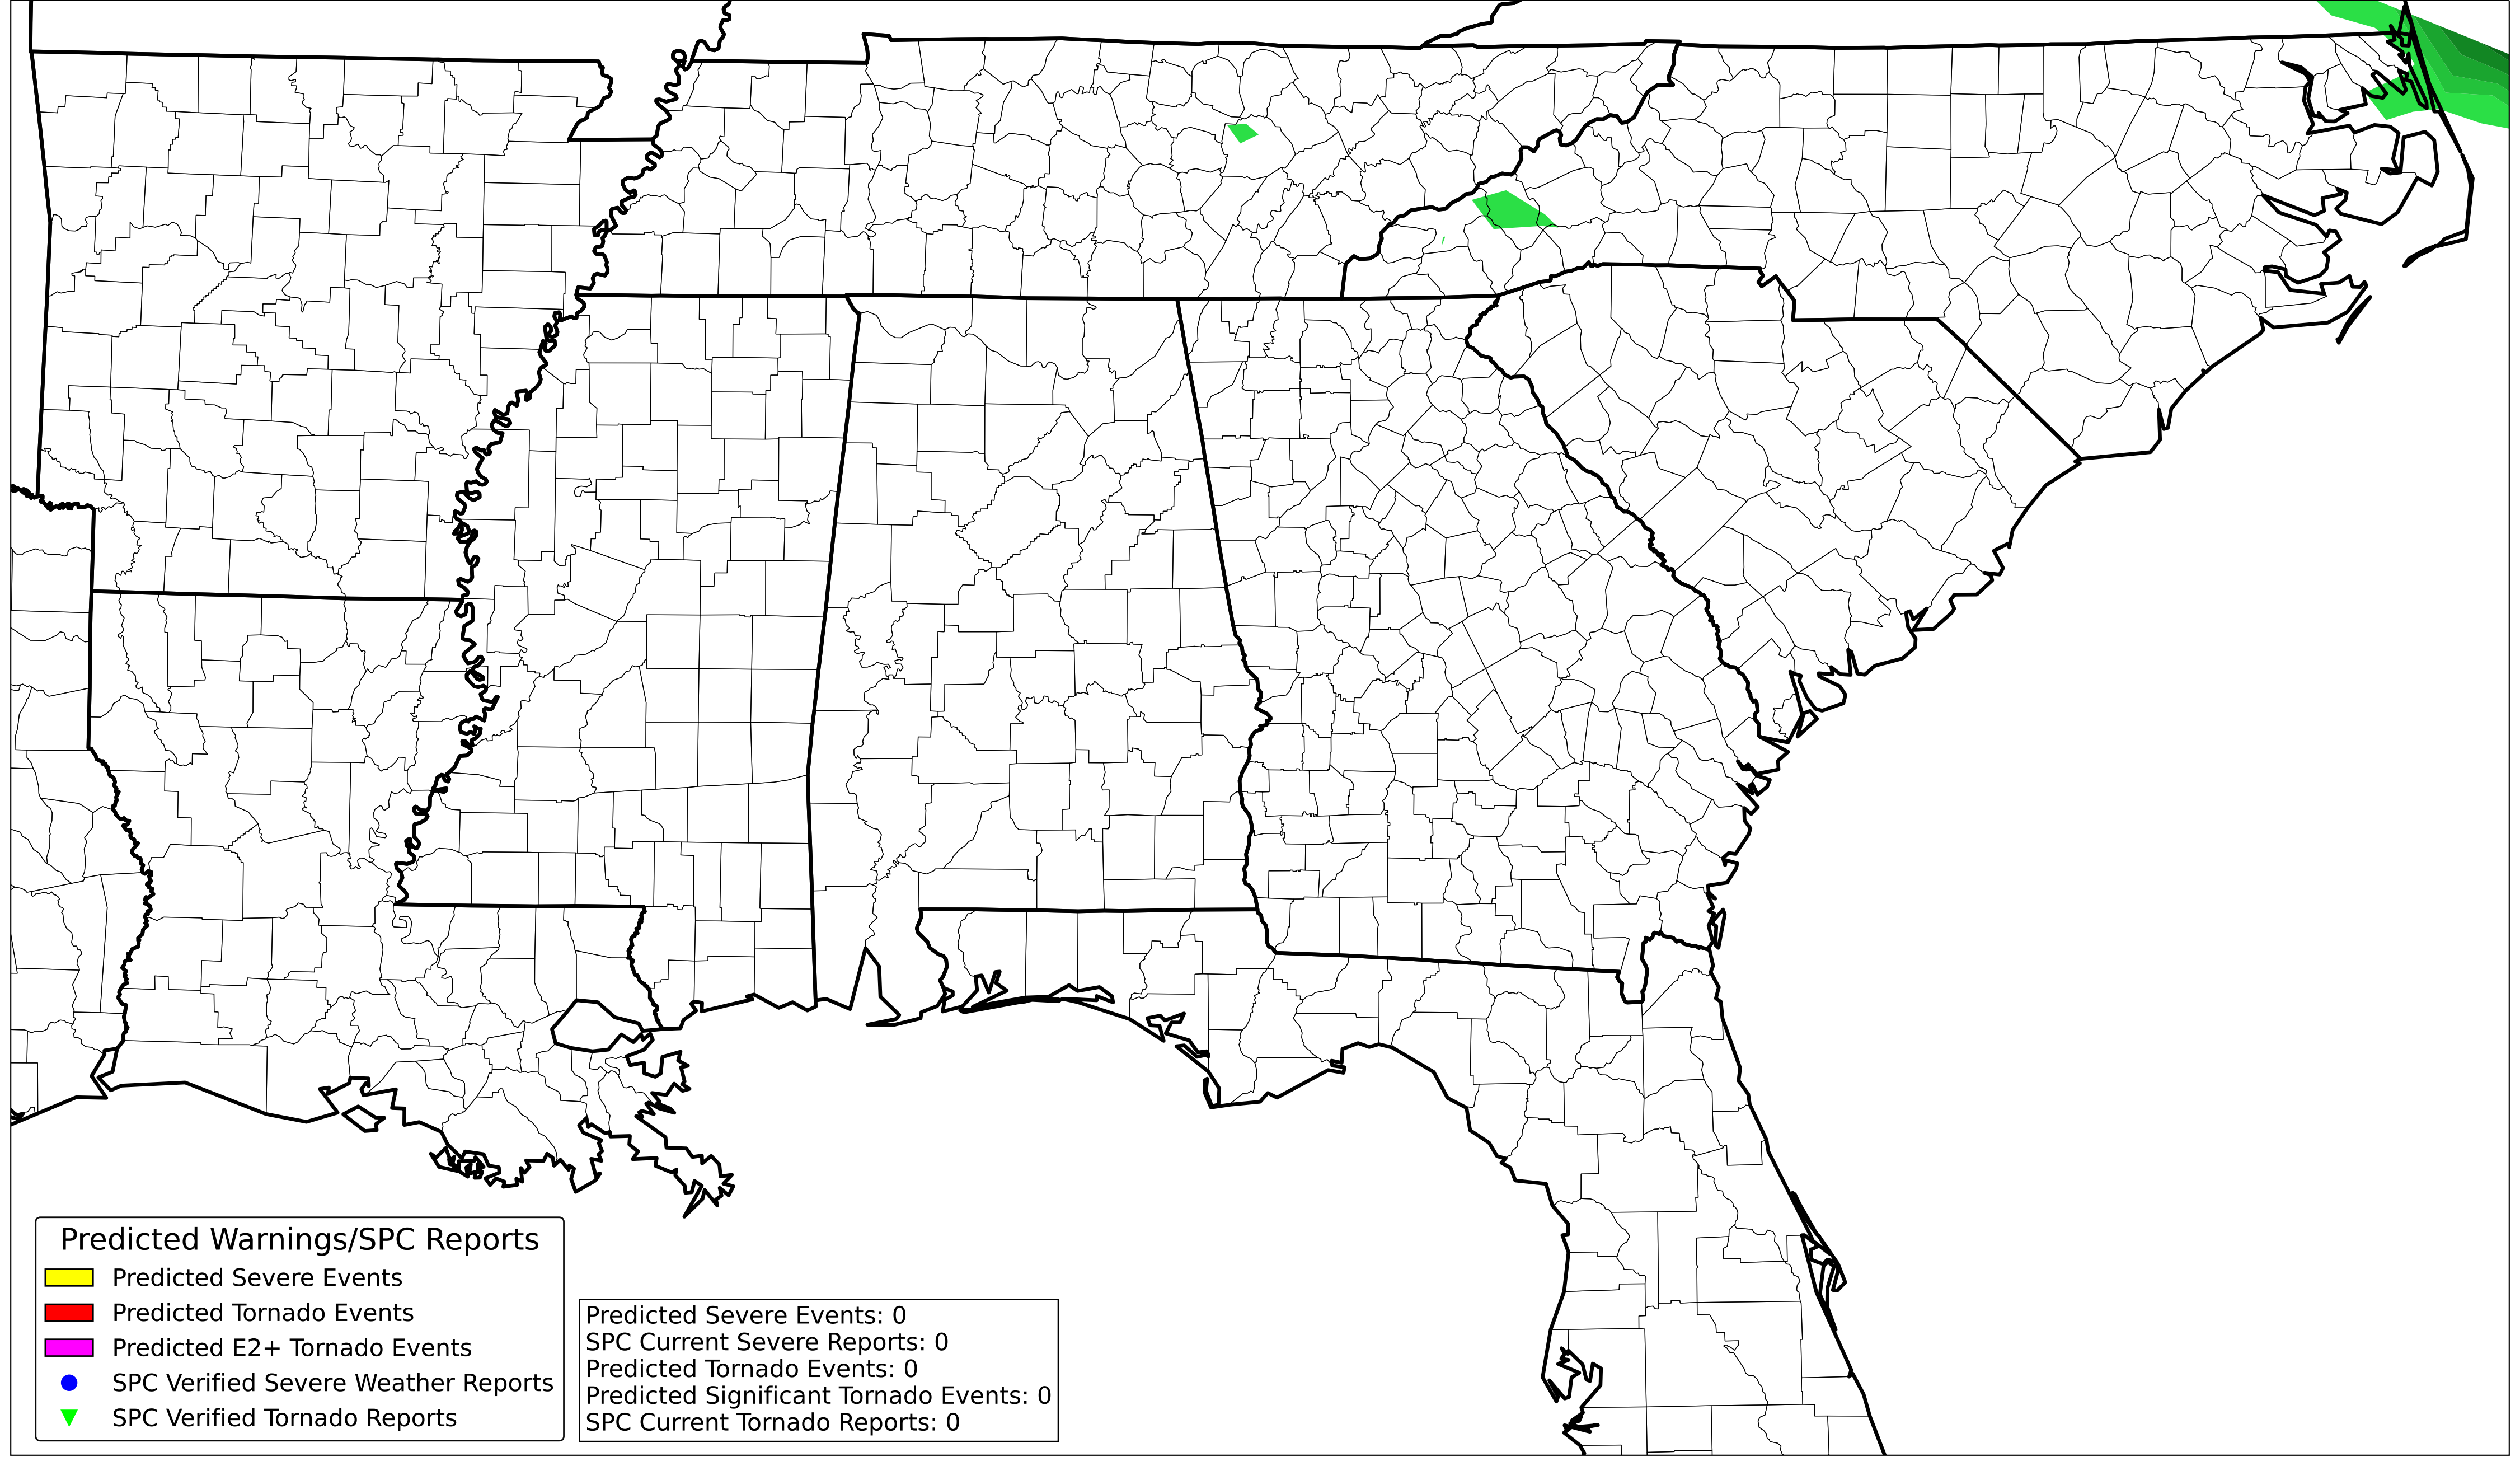 Predicted Warnings/SPC Reports
Predicted Severe Events
Predicted Tornado Events
Predicted E2+ Tornado Events
SPC Verified Severe Weather Reports
SPC Verified Tornado Reports
Predicted Severe Events: 0
SPC Current Severe Reports: 0
Predicted Tornado Events: 0
Predicted Significant Tornado Events: 0
SPC Current Tornado Reports: 0